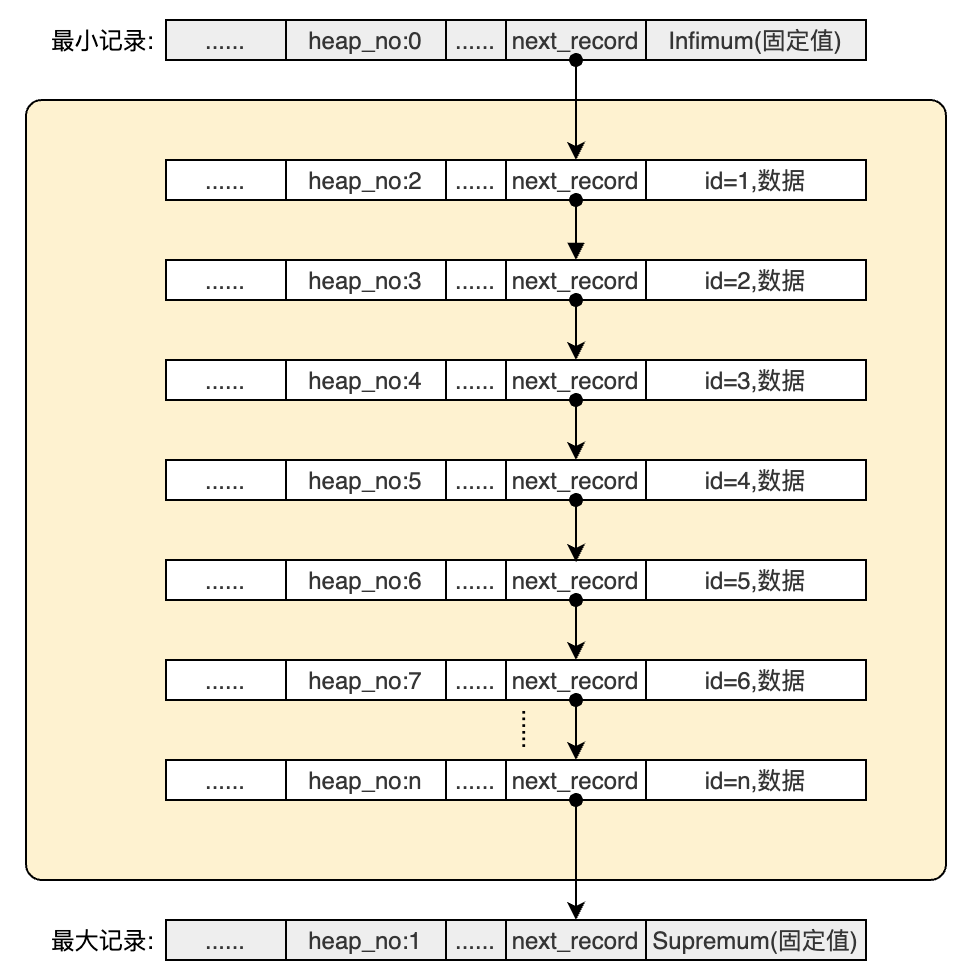 最小记录: ...... heap_no:0 ...... next_record Infimum(固定值)
...... heap_no:2 ...... next_record id=1,数据
...... heap_no:3 ...... next_record id=2,数据
...... heap_no:4 ...... next_record id=3,数据
...... heap_no:5 ...... next_record id=4,数据
...... heap_no:6 ...... next_record id=5,数据
...... heap_no:7 ...... next_record id=6,数据
...... heap_no:n ...... next_record id=n,数据
最大记录: ...... heap_no:1 ...... next_record Supremum(固定值)